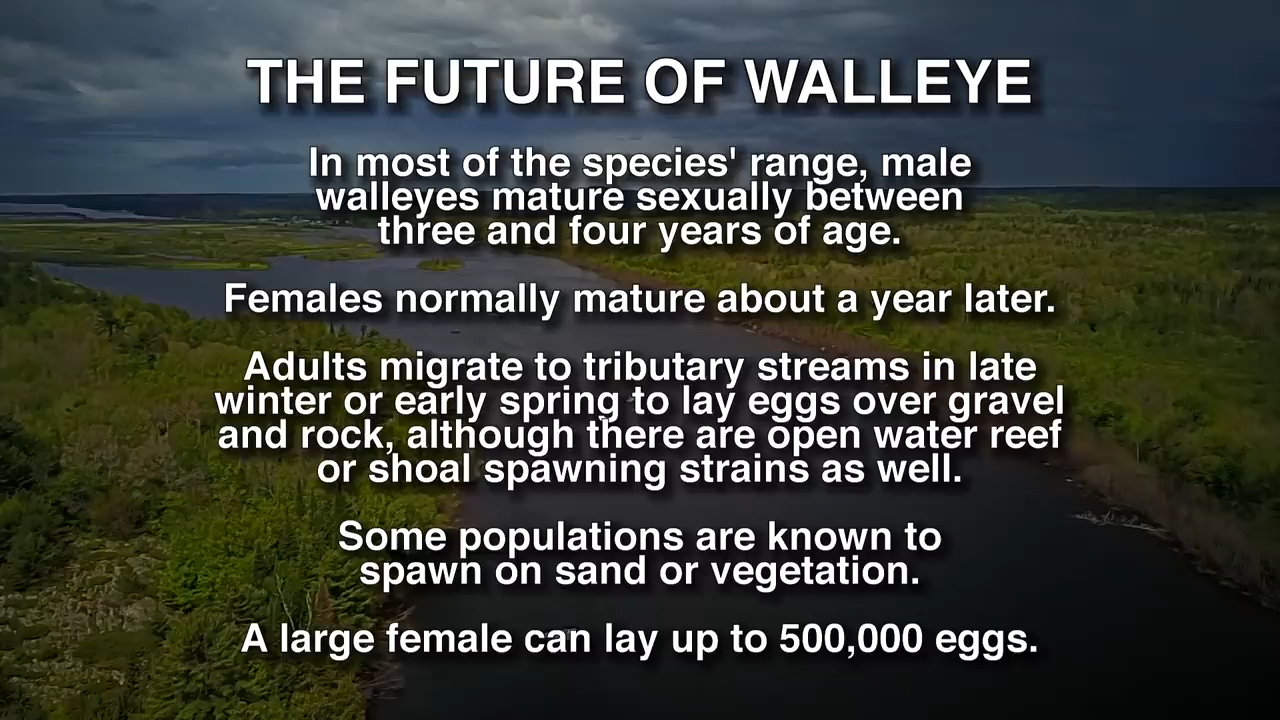 THE FUTURE OF WALLEYE
In most of the species' range, male
walleyes mature sexually between
three and four years of age.
Females normally mature about a year later.
Adults migrate to tributary streams in late
winter or early spring to lay eggs over gravel
and rock, although there are open water reef
or shoal spawning strains as well.
Some populations are known to
spawn on sand or vegetation.
A large female can lay up to 500,000 eggs.